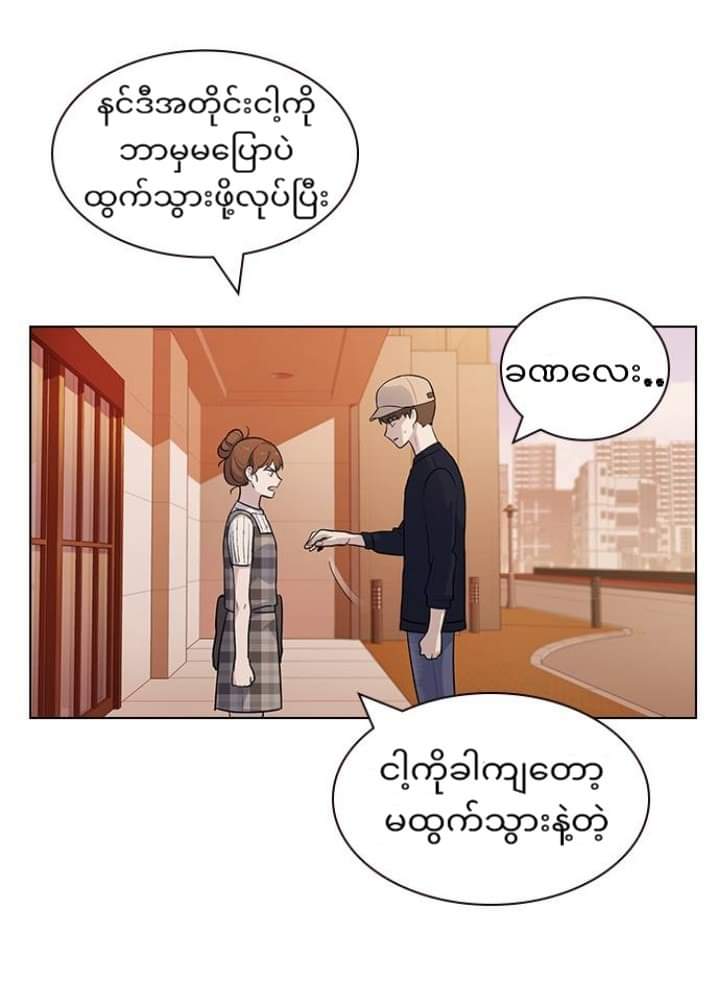 နင်ဒီအတိုင်းငါ့ကို
ဘာမှမပြောပဲ
ထွက်သွားဖို့လုပ်ပြီး
ခဏလေး..
ငါ့ကိုခါကျတော့
မထွက်သွားနဲ့တဲ့